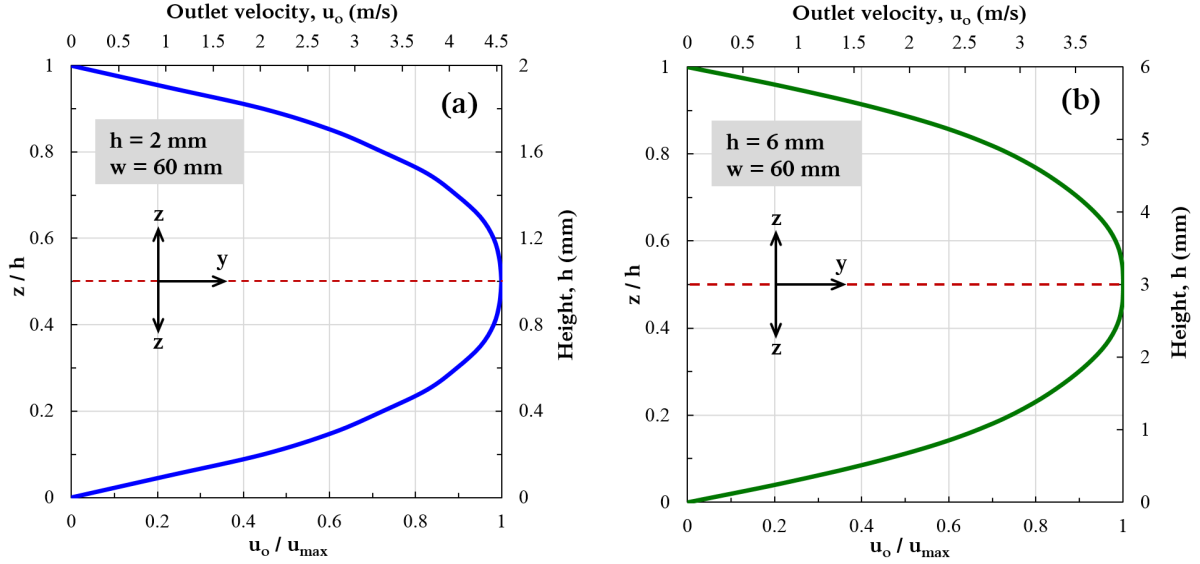 Outlet velocity, uₒ (m/s)
0 0.5 1 1.5 2 2.5 3 3.5 4 4.5
(a)
h = 2 mm
w = 60 mm
z
y
z
z / h
1
0.8
0.6
0.4
0.2
0
Height, h (mm)
2
1.6
1.2
0.8
0.4
0
0 0.2 0.4 0.6 0.8 1
uₒ / uₘₐₓ
Outlet velocity, uₒ (m/s)
0 0.5 1 1.5 2 2.5 3 3.5
(b)
h = 6 mm
w = 60 mm
z
y
z
z / h
1
0.8
0.6
0.4
0.2
0
Height, h (mm)
6
5
4
3
2
1
0
0 0.2 0.4 0.6 0.8 1
uₒ / uₘₐₓ